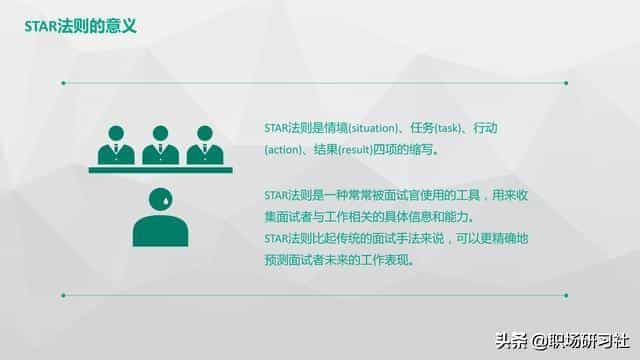 STAR法则的意义
STAR法则是情境(situation)、任务(task)、行动
(action)、结果(result)四项的缩写。
STAR法则是一种常常被面试官使用的工具，用来收
集面试者与工作相关的具体信息和能力。
STAR法则比起传统的面试手法来说，可以更精确地
预测面试者未来的工作表现。
头条 @职场研习社